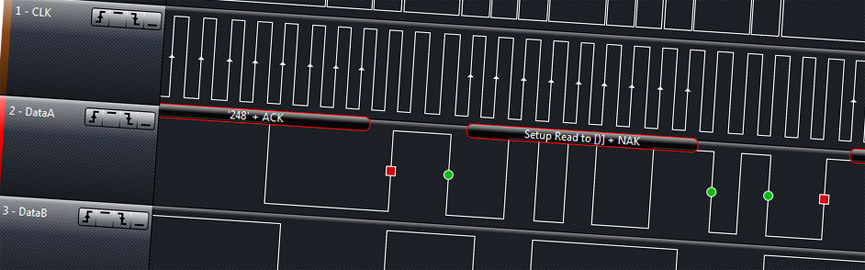 1 - CLK
'248' + ACK
2 - DataA
Setup Read to [)] + NAK
3 - DataB